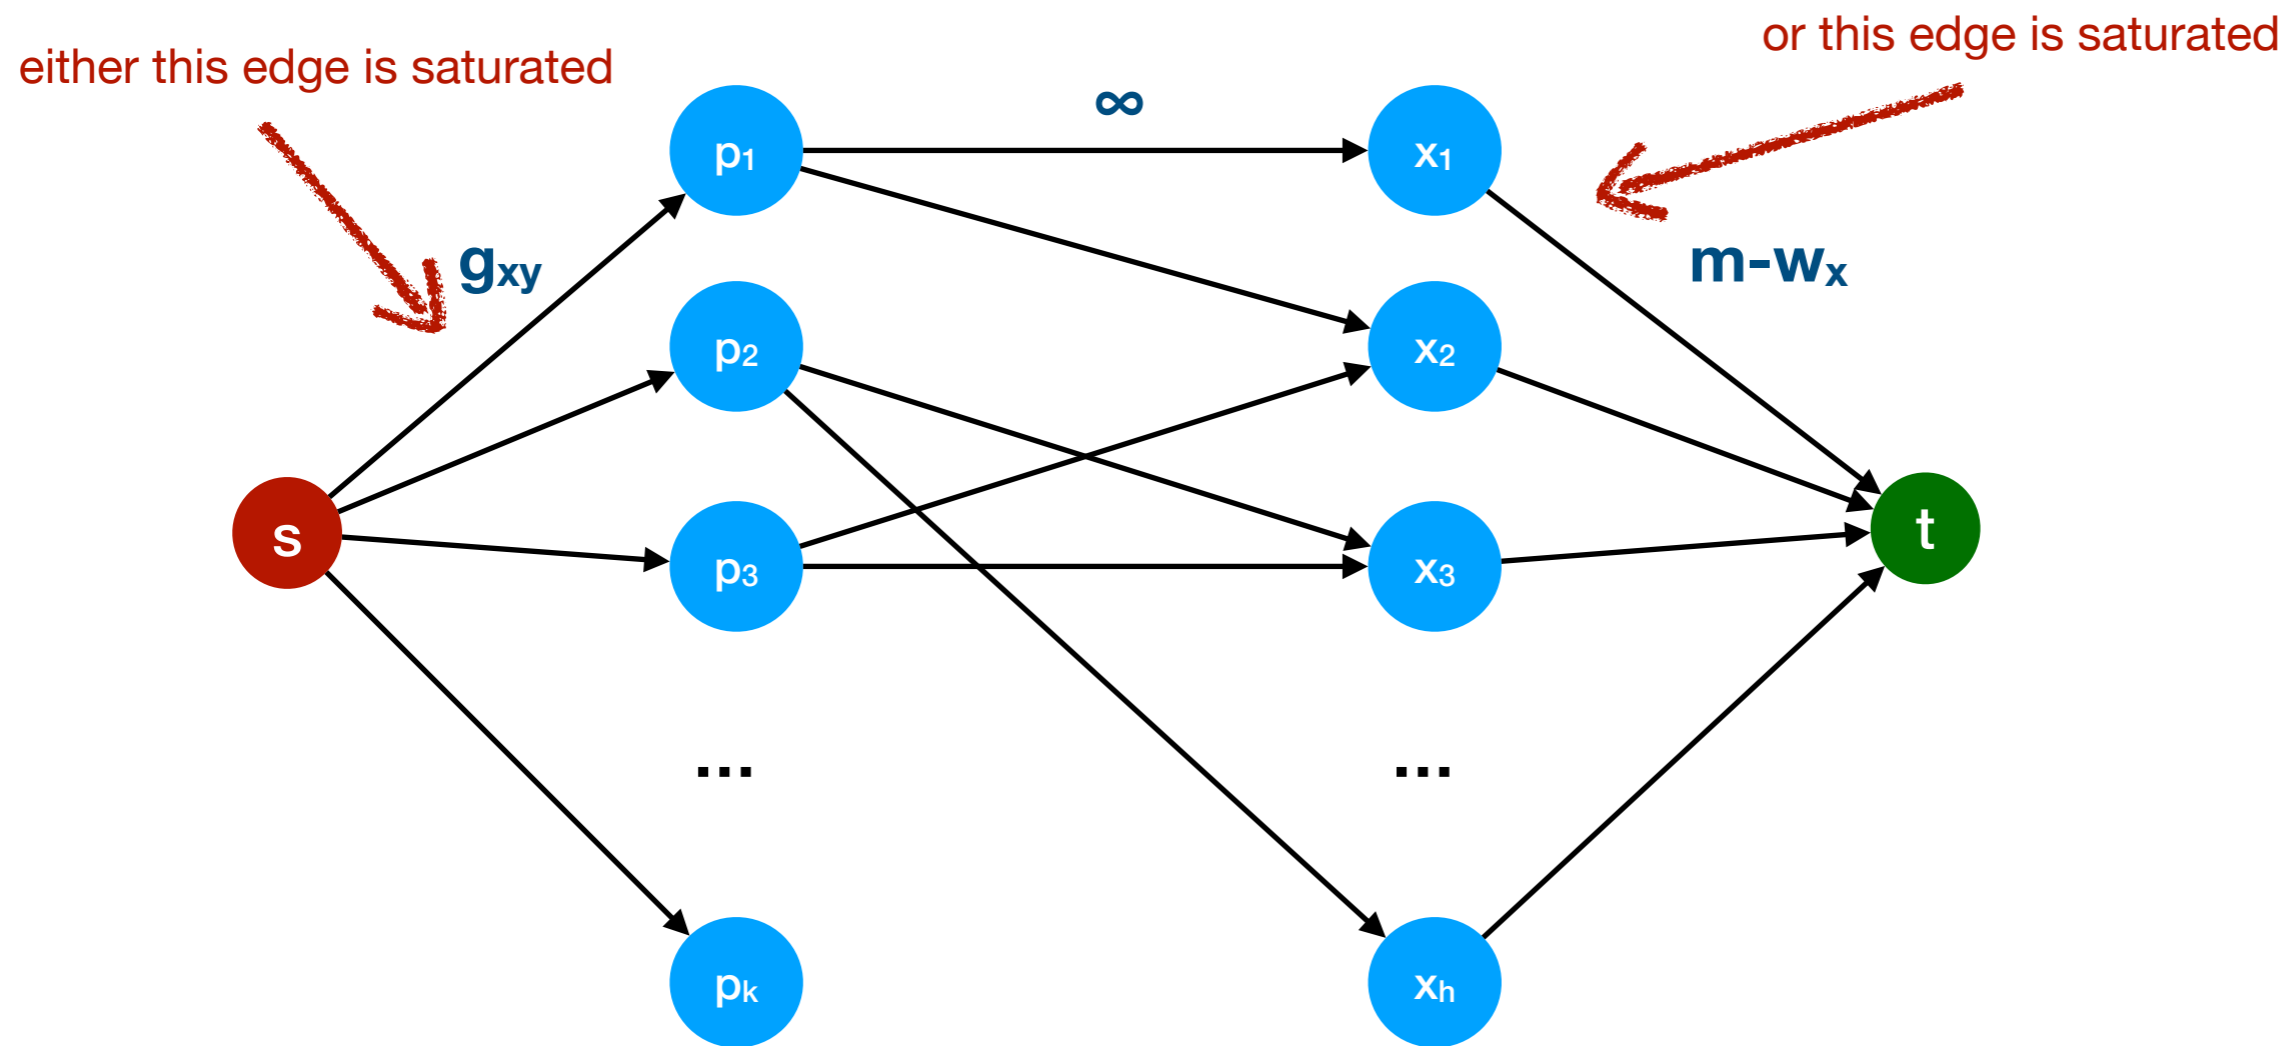 or this edge is saturated
either this edge is saturated
∞
p₁
x₁
gₓᵧ
m-wₓ
p₂
x₂
s
t
p₃
x₃
...
...
pₖ
xₕ